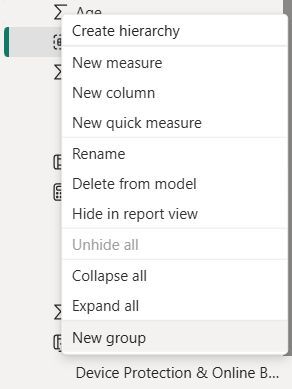 Age
Create hierarchy
New measure
New column
New quick measure
Rename
Delete from model
Hide in report view
Unhide all
Collapse all
Expand all
New group
Device Protection & Online B...